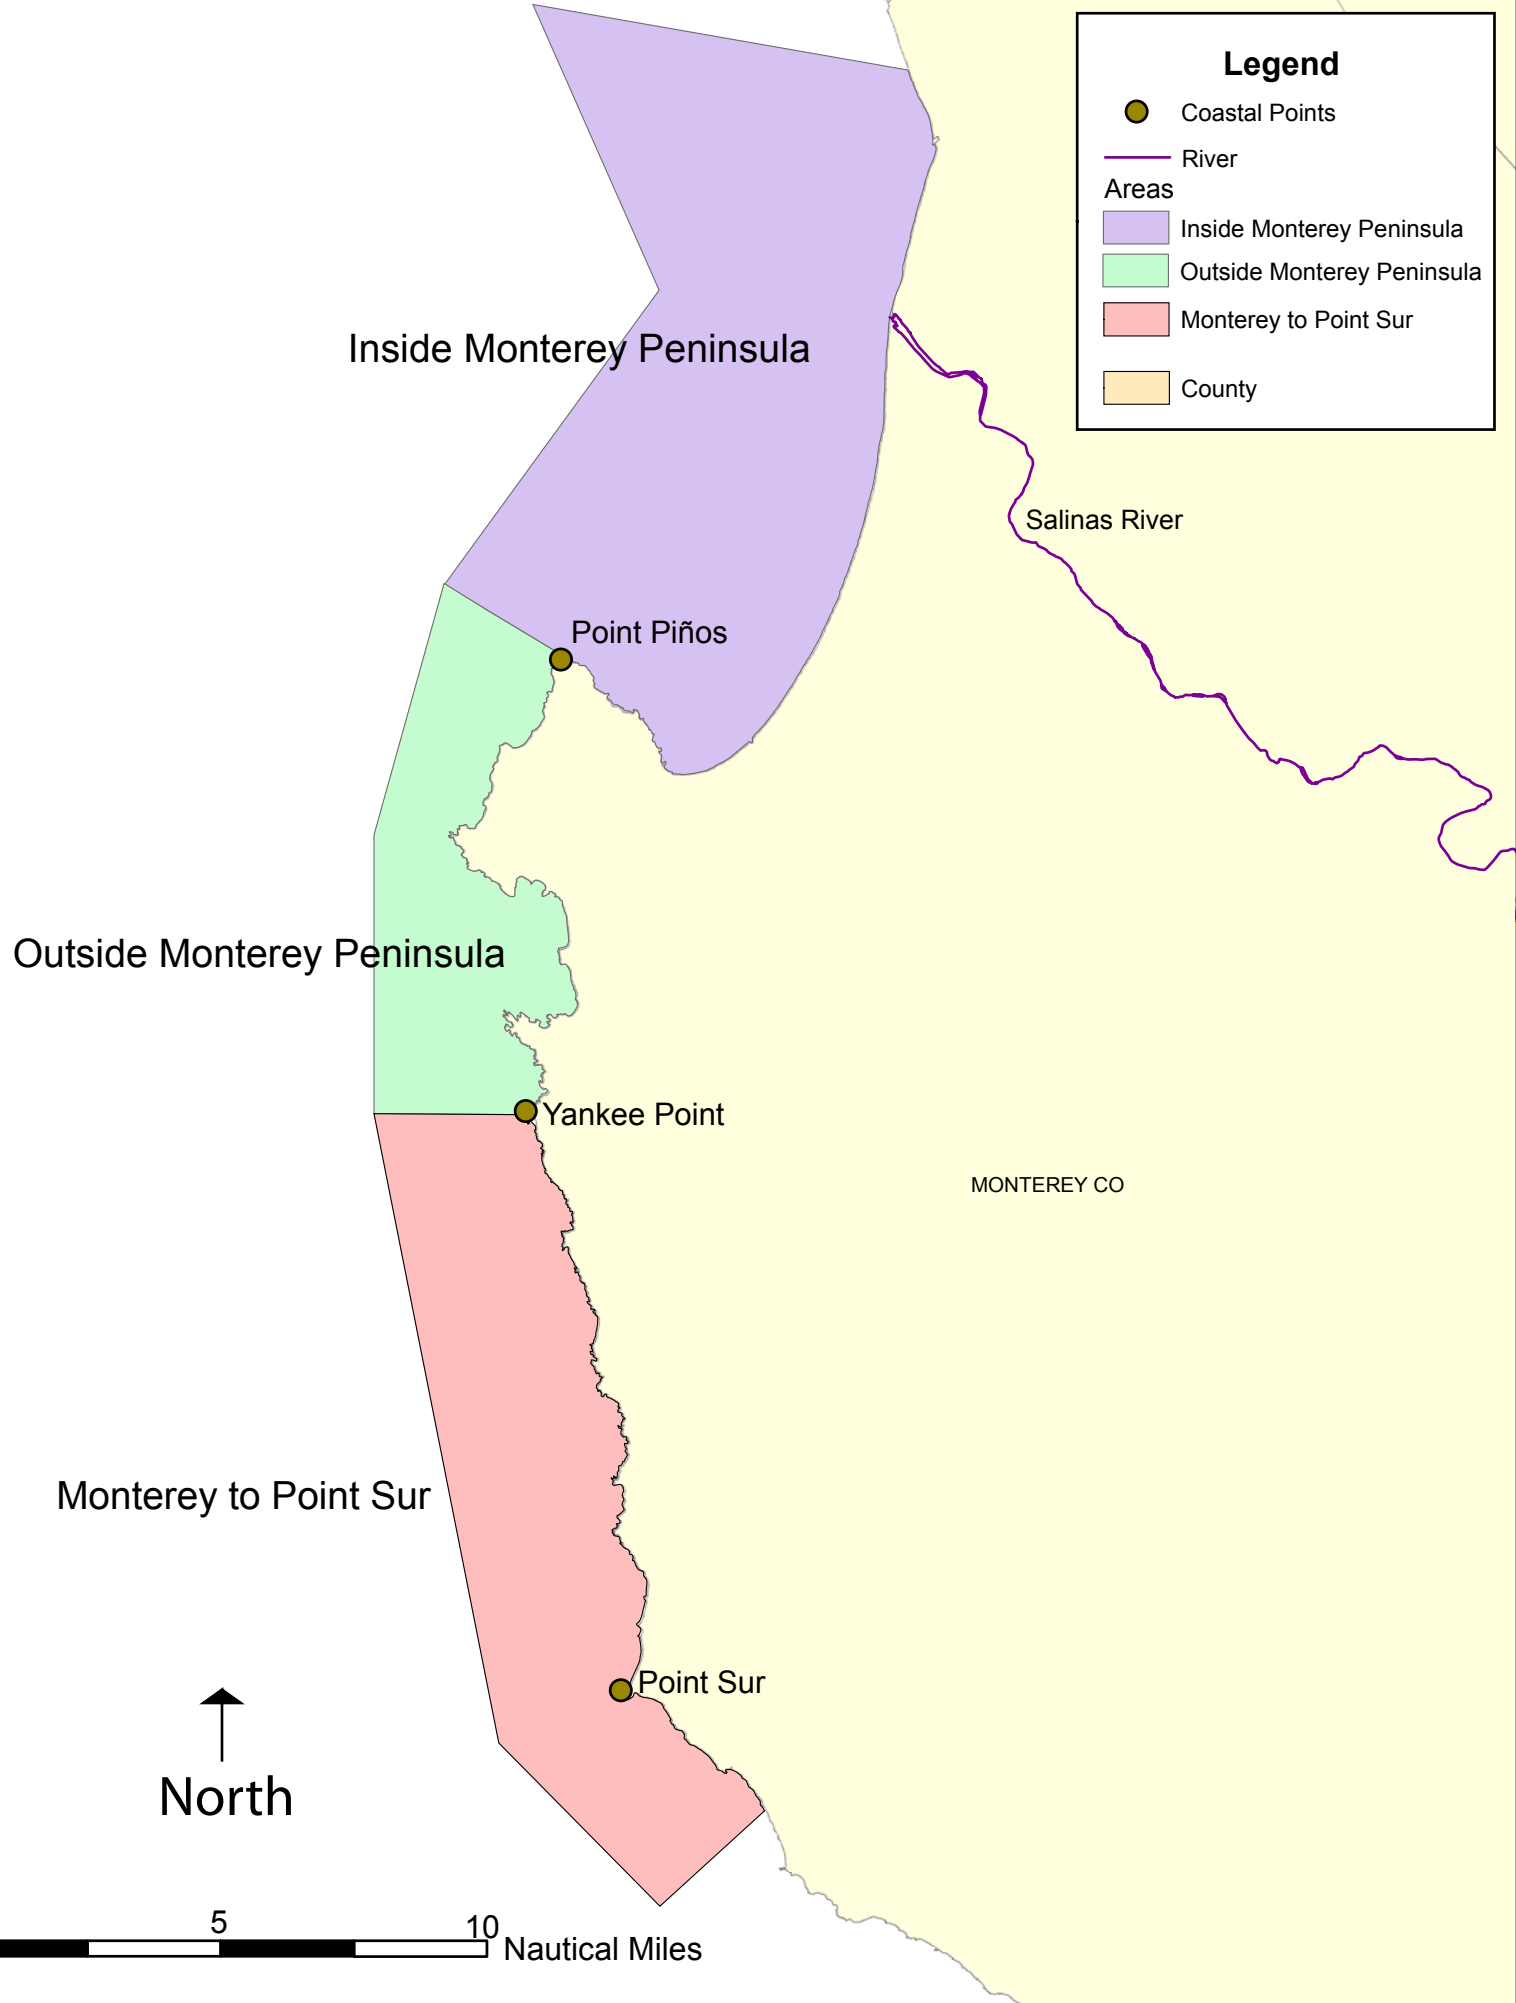 Legend
Coastal Points
River
Areas
Inside Monterey Peninsula
Outside Monterey Peninsula
Monterey to Point Sur
County
Inside Monterey Peninsula
Salinas River
Point Piños
Outside Monterey Peninsula
Yankee Point
MONTEREY CO
Monterey to Point Sur
Point Sur
North
5 10
Nautical Miles